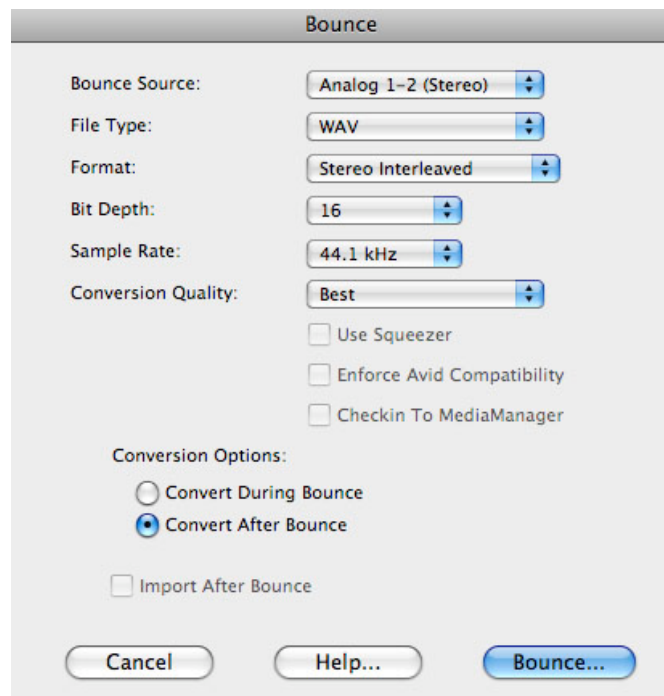 Bounce
Bounce Source: Analog 1-2 (Stereo)
File Type: WAV
Format: Stereo Interleaved
Bit Depth: 16
Sample Rate: 44.1 kHz
Conversion Quality: Best
Use Squeezer
Enforce Avid Compatibility
Checkin To MediaManager
Conversion Options:
Convert During Bounce
Convert After Bounce
Import After Bounce
Cancel Help... Bounce...